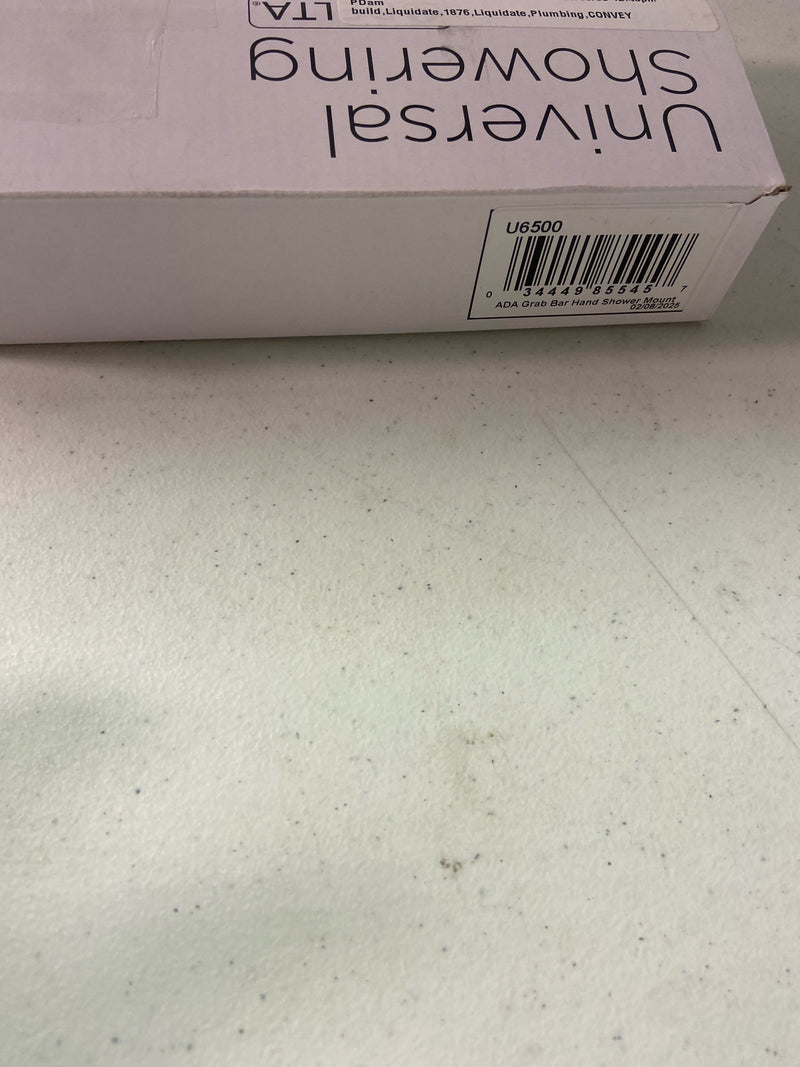 PDam
build,Liquidate,1876,Liquidate,Plumbing,CONVEY
LTA®
Universal
Showering
U6500
0 34449 85545 7
ADA Grab Bar Hand Shower Mount
02/08/2025